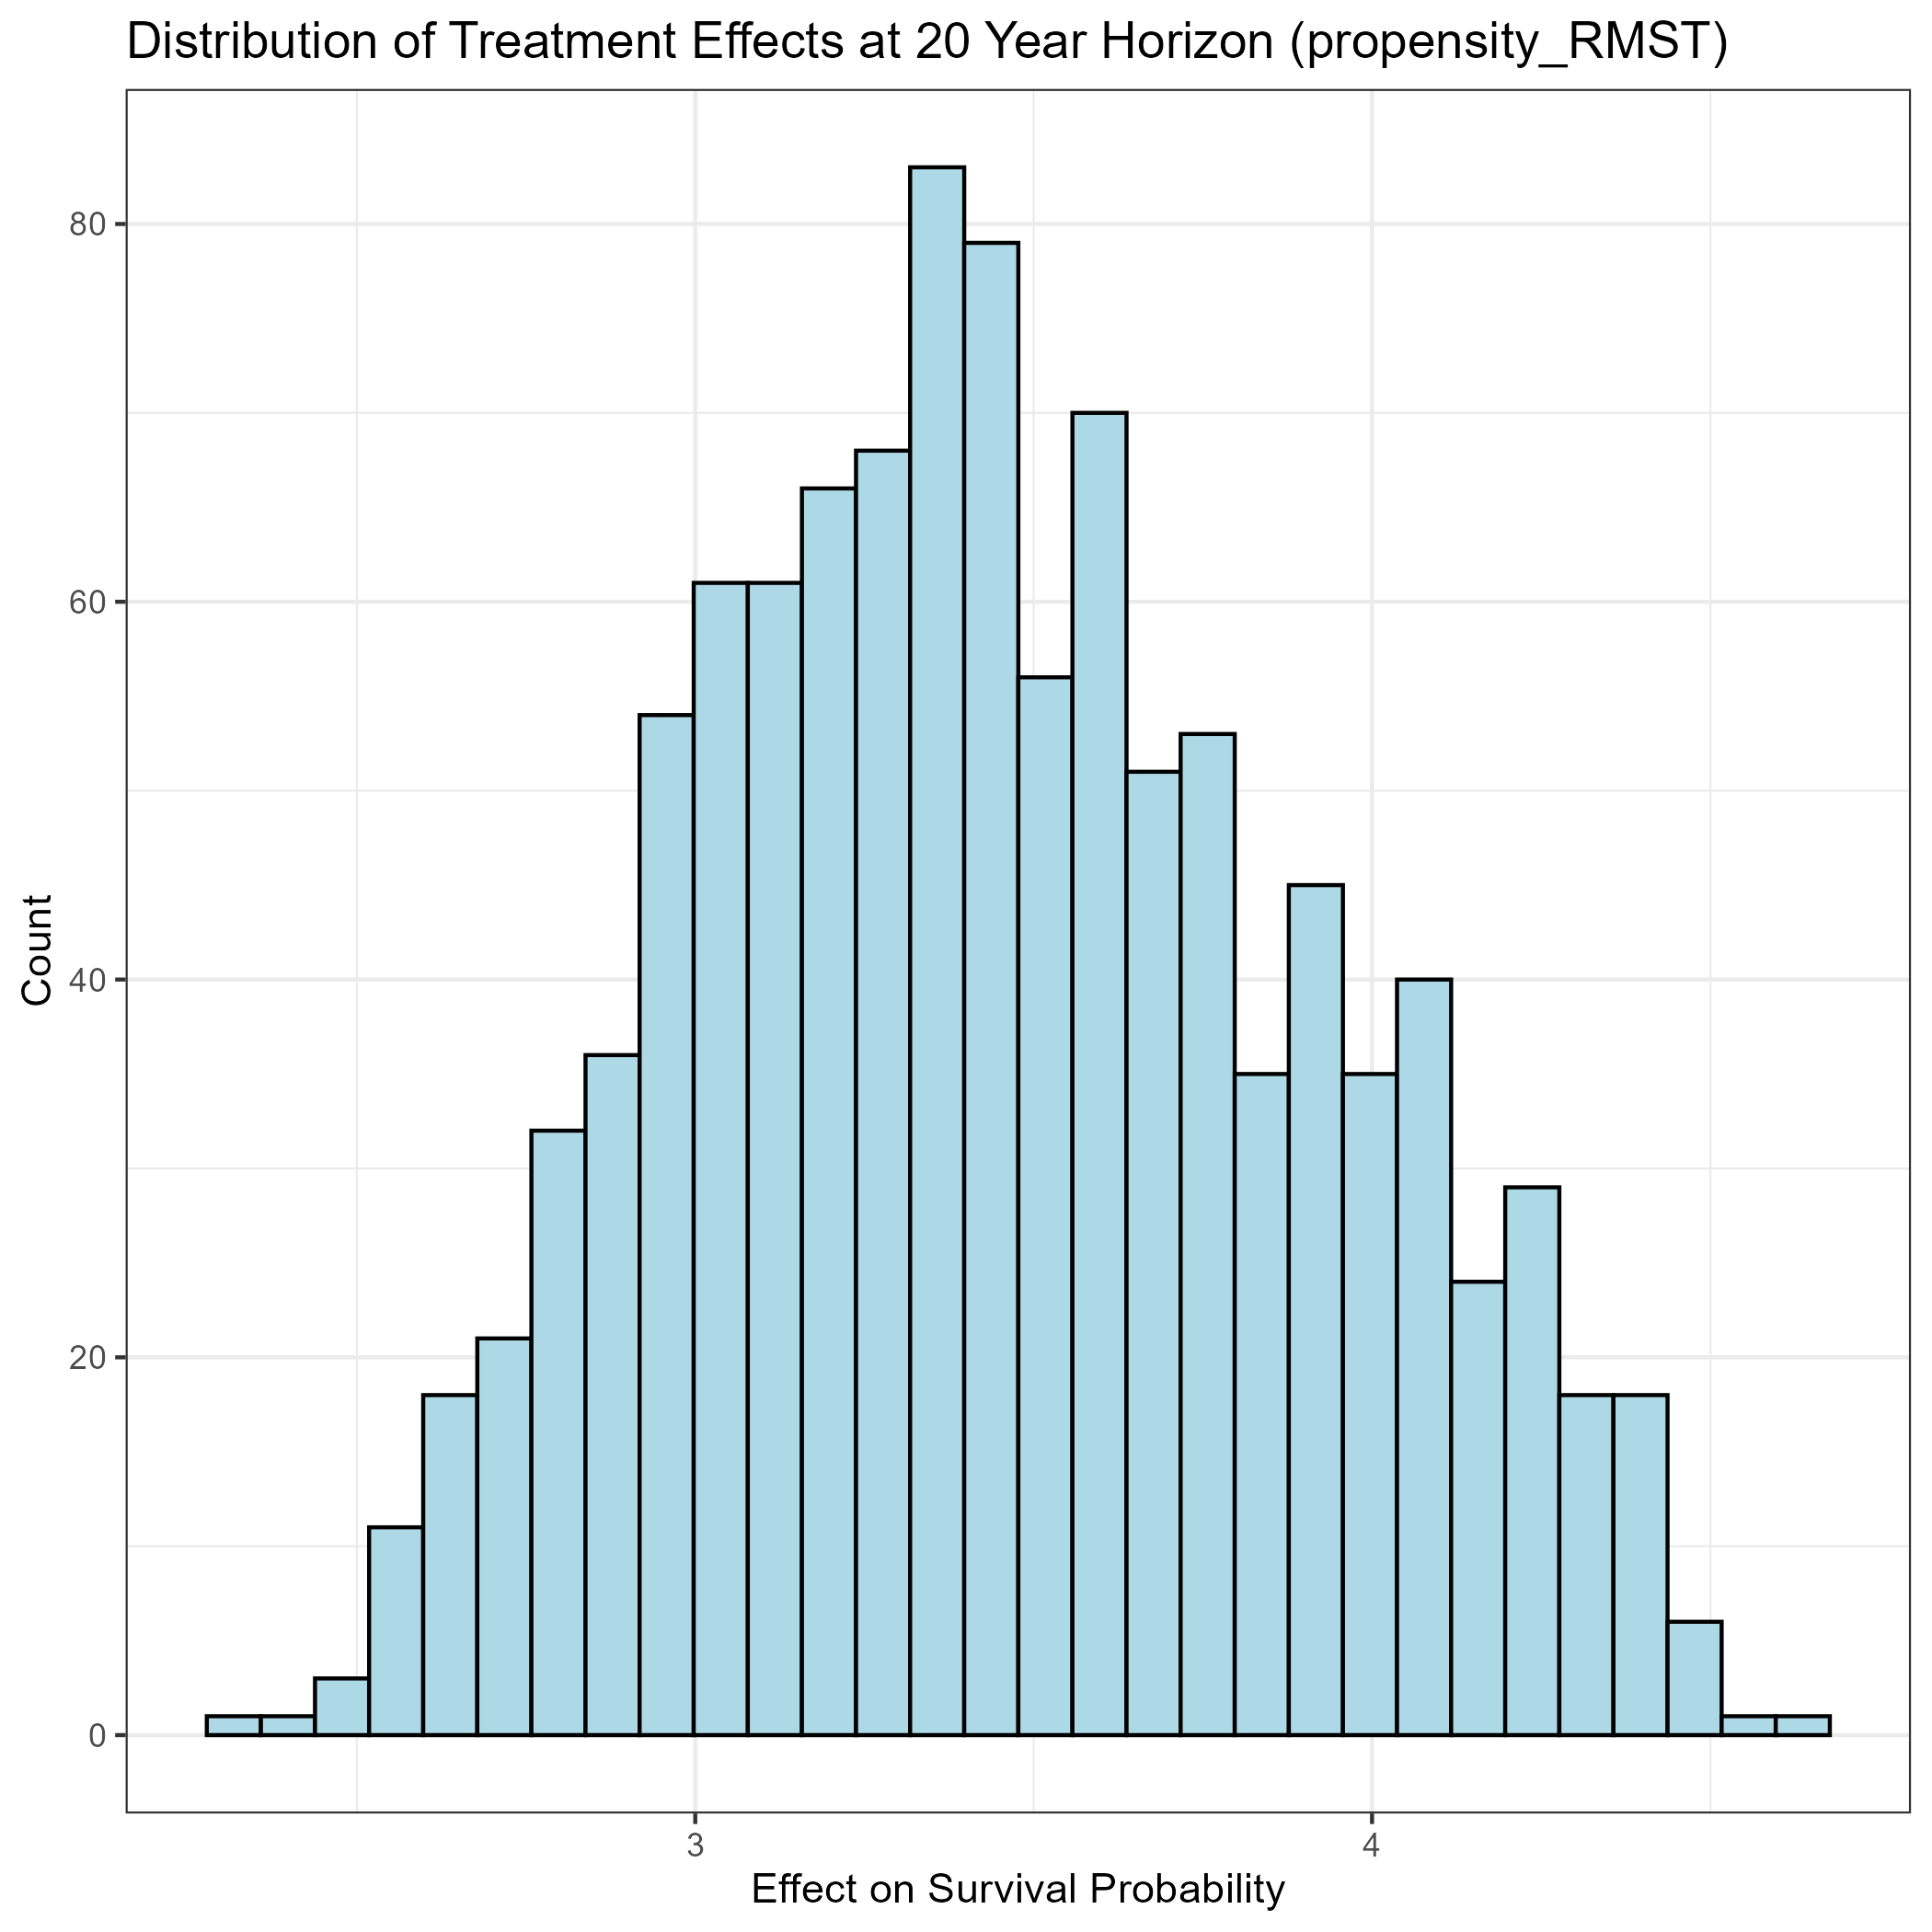 Distribution of Treatment Effects at 20 Year Horizon (propensity_RMST)
80
60
40
20
0
Count
3
4
Effect on Survival Probability